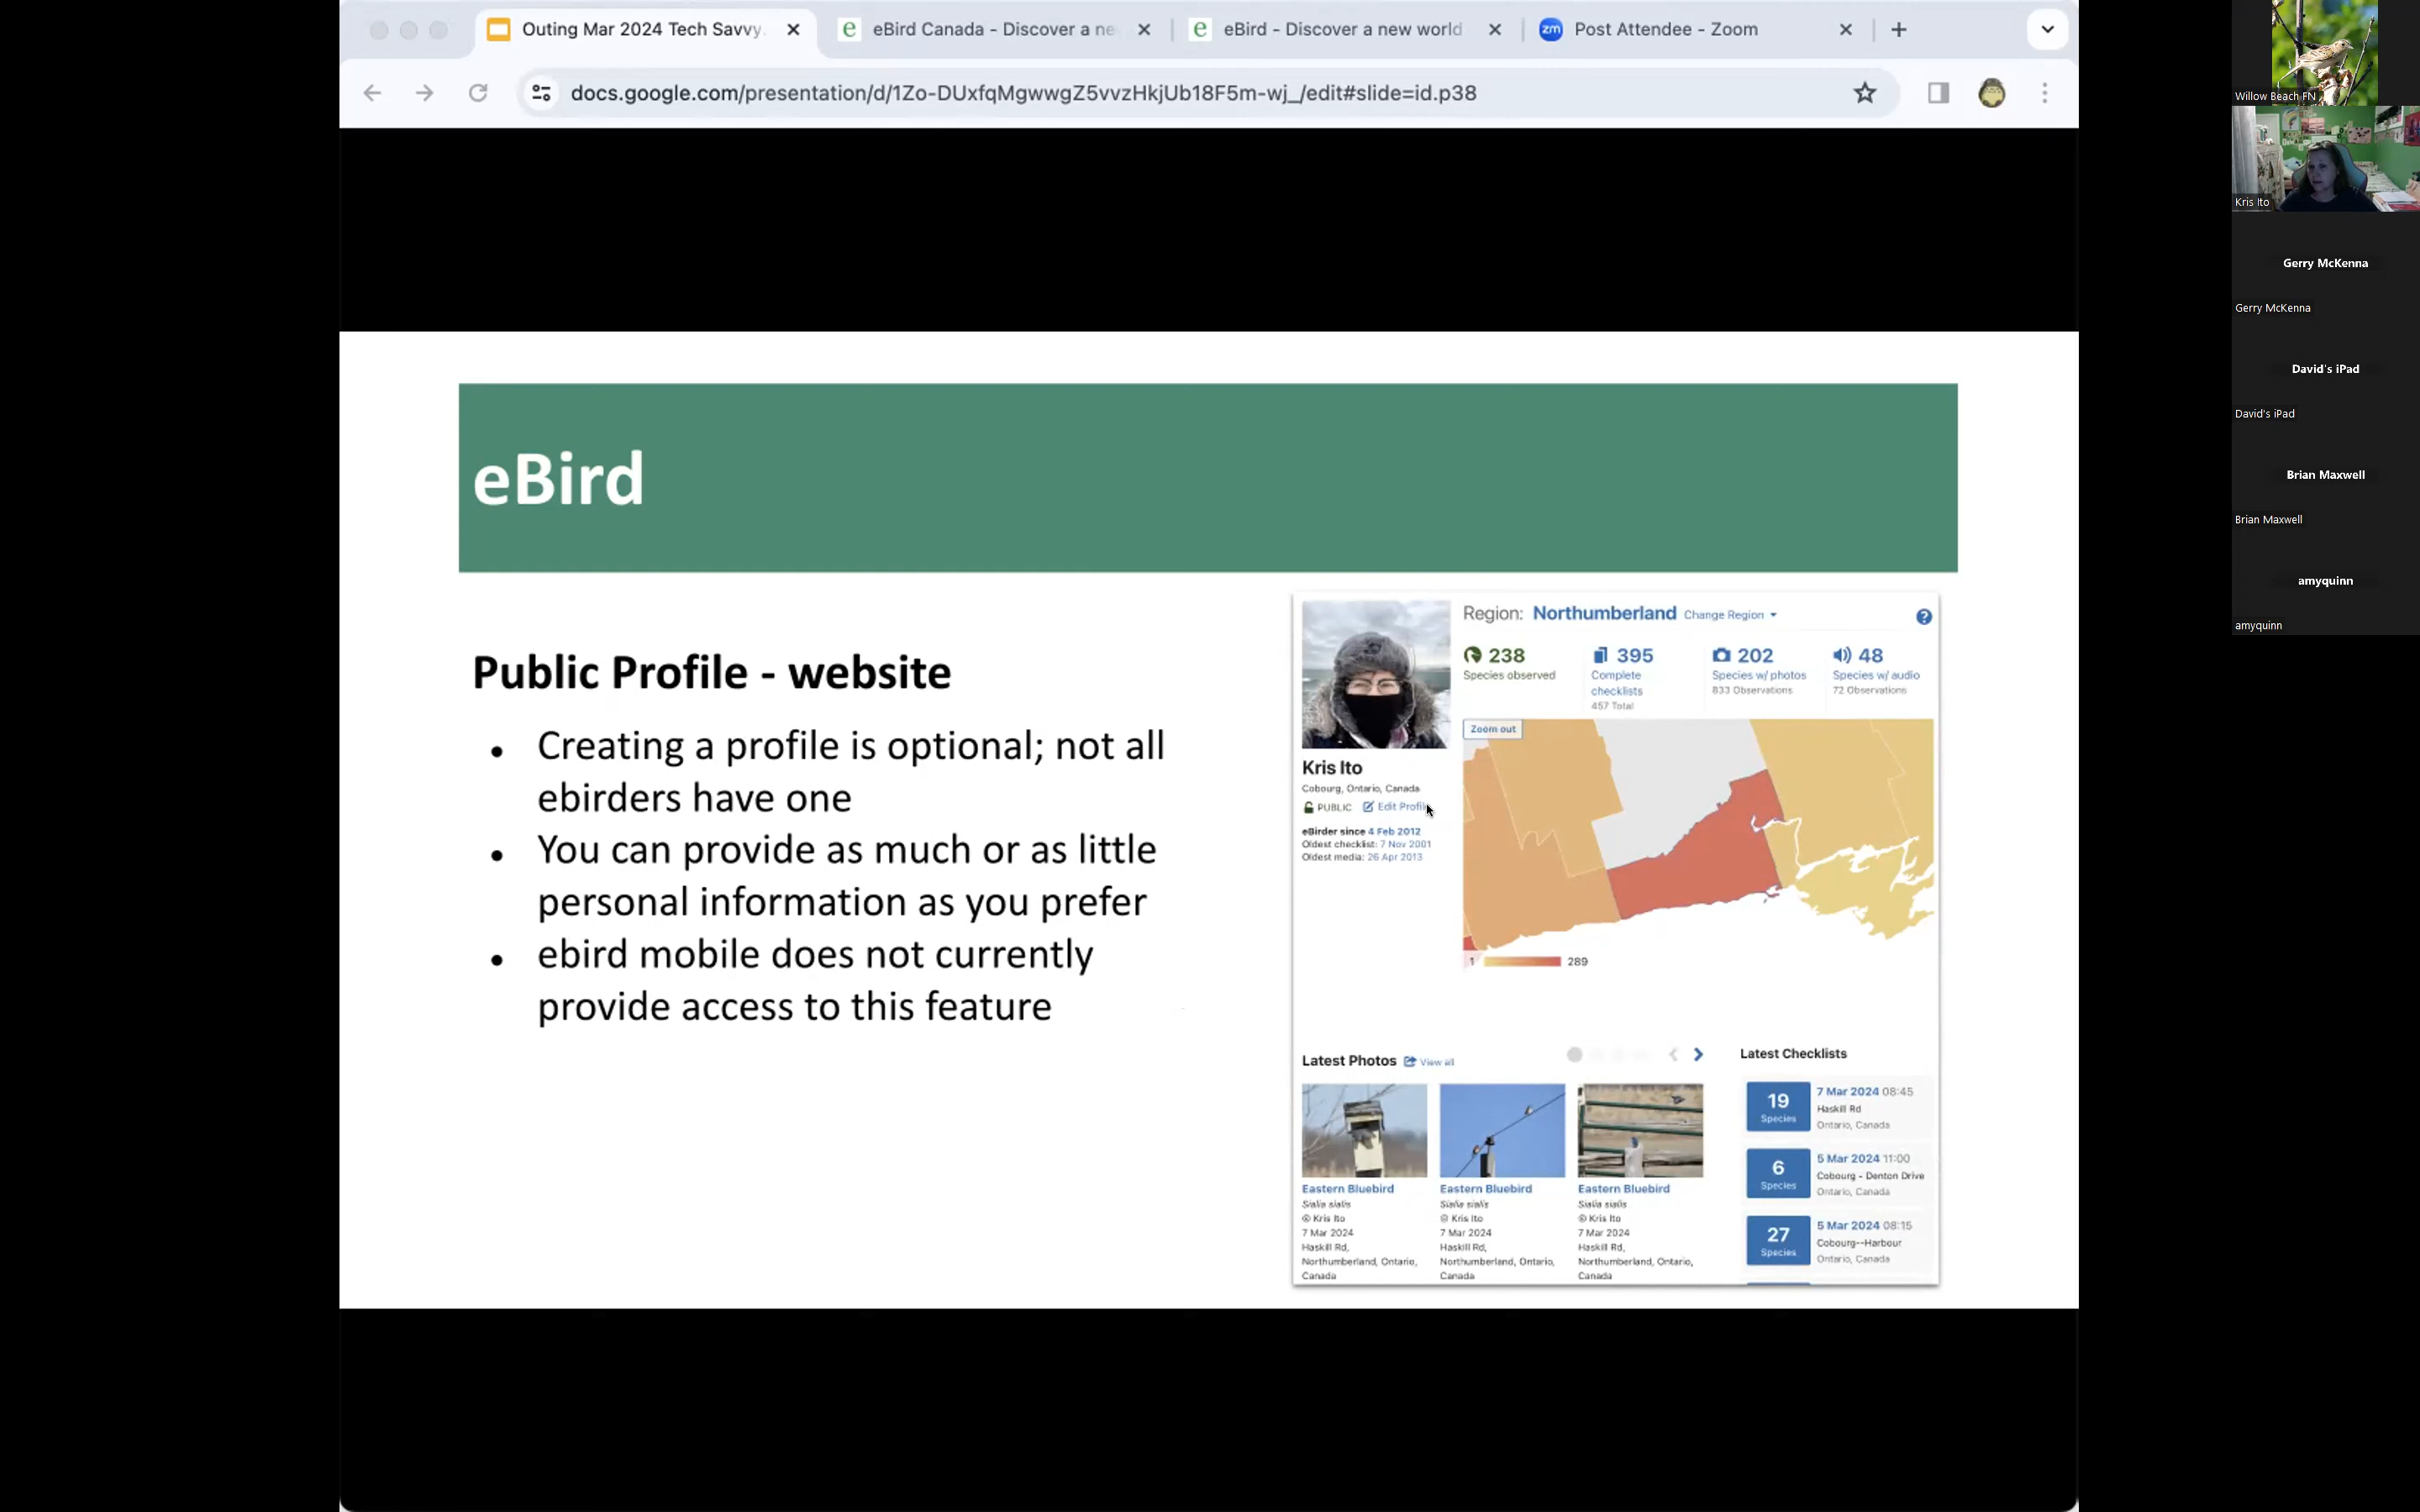 Outing Mar 2024 Tech Savvy
eBird Canada - Discover a ne
eBird - Discover a new world
zm Post Attendee - Zoom
docs.google.com/presentation/d/1Zo-DUxfqMgwwgZ5vvzHkjUb18F5m-wj_/edit#slide=id.p38
eBird
Public Profile - website
• Creating a profile is optional; not all
ebirders have one
• You can provide as much or as little
personal information as you prefer
• ebird mobile does not currently
provide access to this feature
Region: Northumberland Change Region
238
Species observed
395
Complete
checklists
457 Total
202
Species w/ photos
833 Observations
48
Species w/ audio
72 Observations
Zoom out
1 289
Kris Ito
Cobourg, Ontario, Canada
PUBLIC Edit Profil
eBirder since 4 Feb 2012
Oldest checklist: 7 Nov 2001
Oldest media: 26 Apr 2013
Latest Photos View all
Eastern Bluebird
Sialia sialis
© Kris Ito
7 Mar 2024
Haskill Rd,
Northumberland, Ontario,
Canada
Eastern Bluebird
Sialia sialis
© Kris Ito
7 Mar 2024
Haskill Rd,
Northumberland, Ontario,
Canada
Eastern Bluebird
Sialia sialis
© Kris Ito
7 Mar 2024
Haskill Rd,
Northumberland, Ontario,
Canada
Latest Checklists
19
Species
7 Mar 2024 08:45
Haskill Rd
Ontario, Canada
6
Species
5 Mar 2024 11:00
Cobourg - Denton Drive
Ontario, Canada
27
Species
5 Mar 2024 08:15
Cobourg--Harbour
Ontario, Canada
Willow Beach FN
Kris Ito
Gerry McKenna
Gerry McKenna
David's iPad
David's iPad
Brian Maxwell
Brian Maxwell
amyquinn
amyquinn